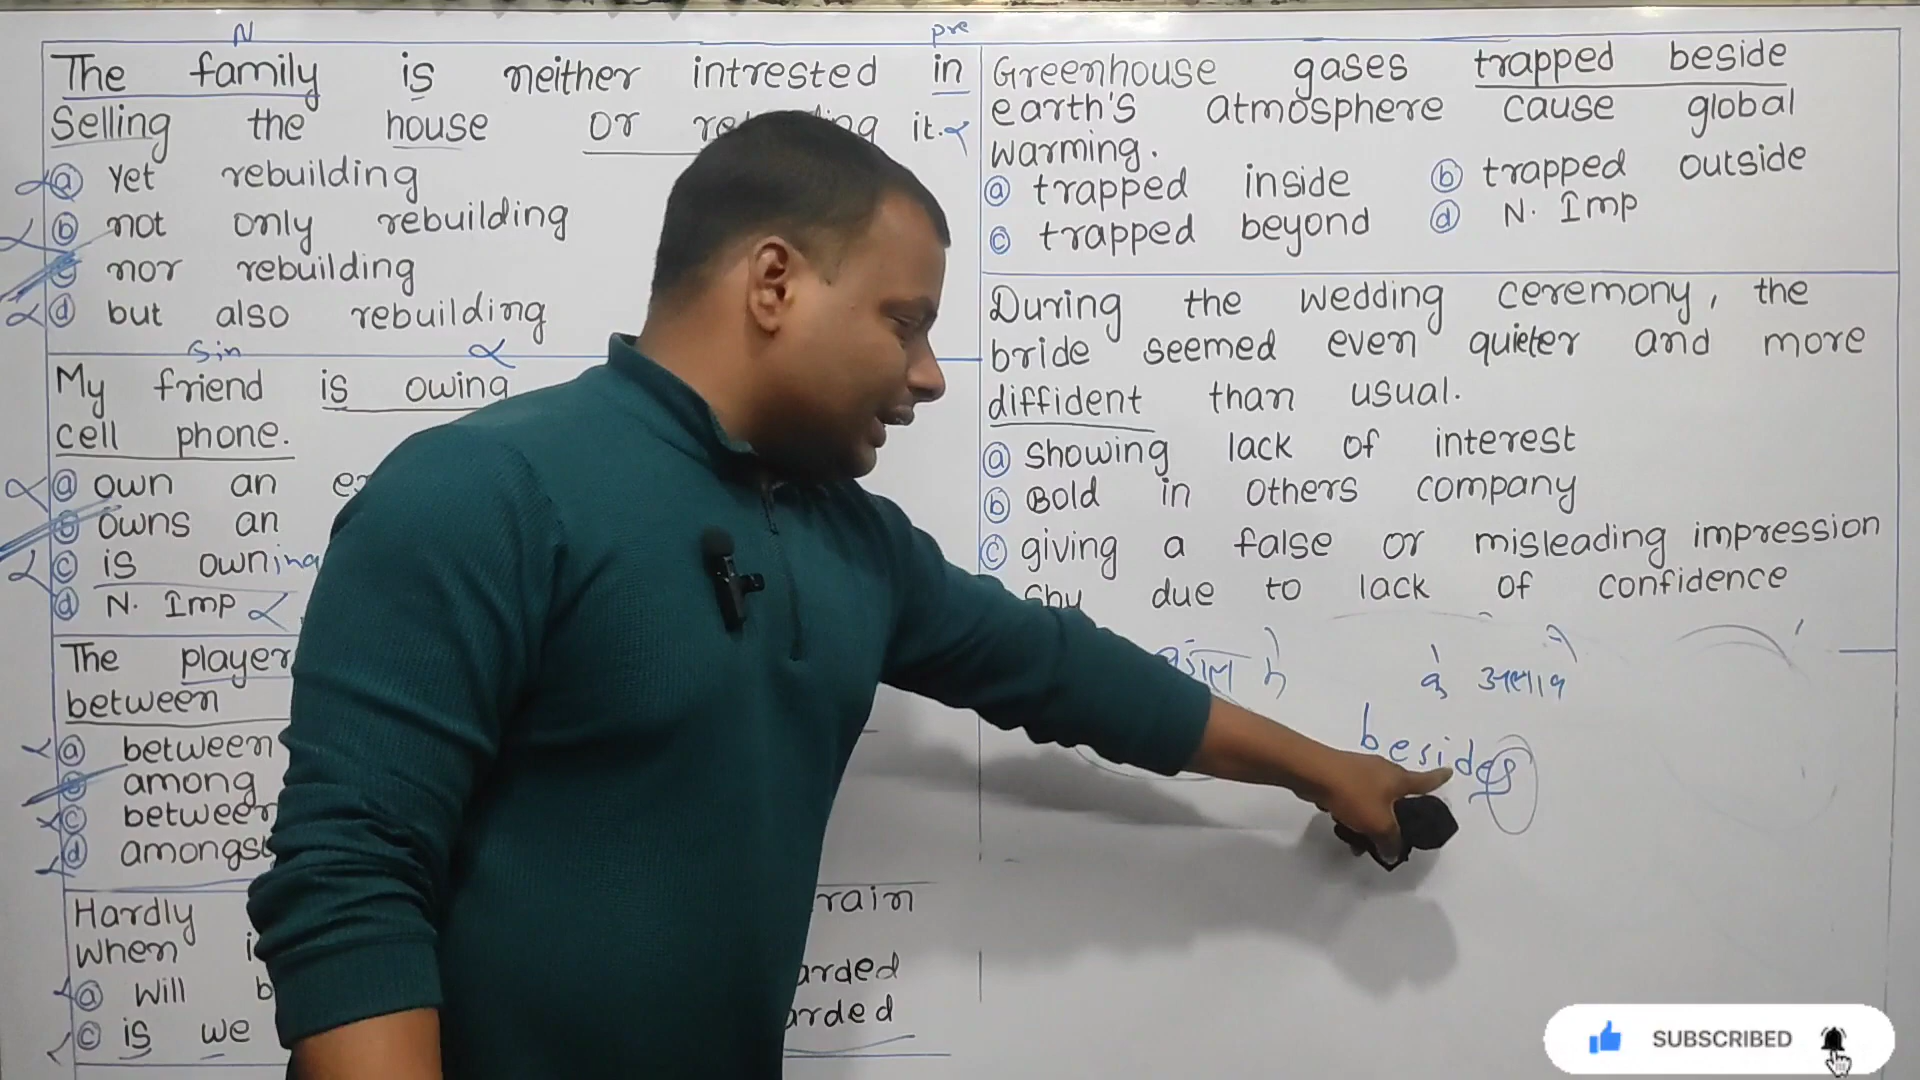 N
The family is neither intrested in
pre
Selling the house or it.
ⓐ Yet rebuilding
ⓑ not only rebuilding
ⓒ nor rebuilding
ⓓ but also rebuilding
Sin
My friend is owing
cell phone.
ⓐ own an
ⓑ owns an
ⓒ is owning
ⓓ N. Imp
The player
between
ⓐ between
ⓑ among
ⓒ between
ⓓ amongst
Hardly rain
when
ⓐ will
ⓒ is we
Greenhouse gases trapped beside
earth's atmosphere cause global
warming.
ⓐ trapped inside ⓑ trapped outside
ⓒ trapped beyond ⓓ N. Imp
During the wedding ceremony, the
bride seemed even quieter and more
diffident than usual.
ⓐ showing lack of interest
ⓑ Bold in others company
ⓒ giving a false or misleading impression
shy due to lack of confidence
besides
SUBSCRIBED